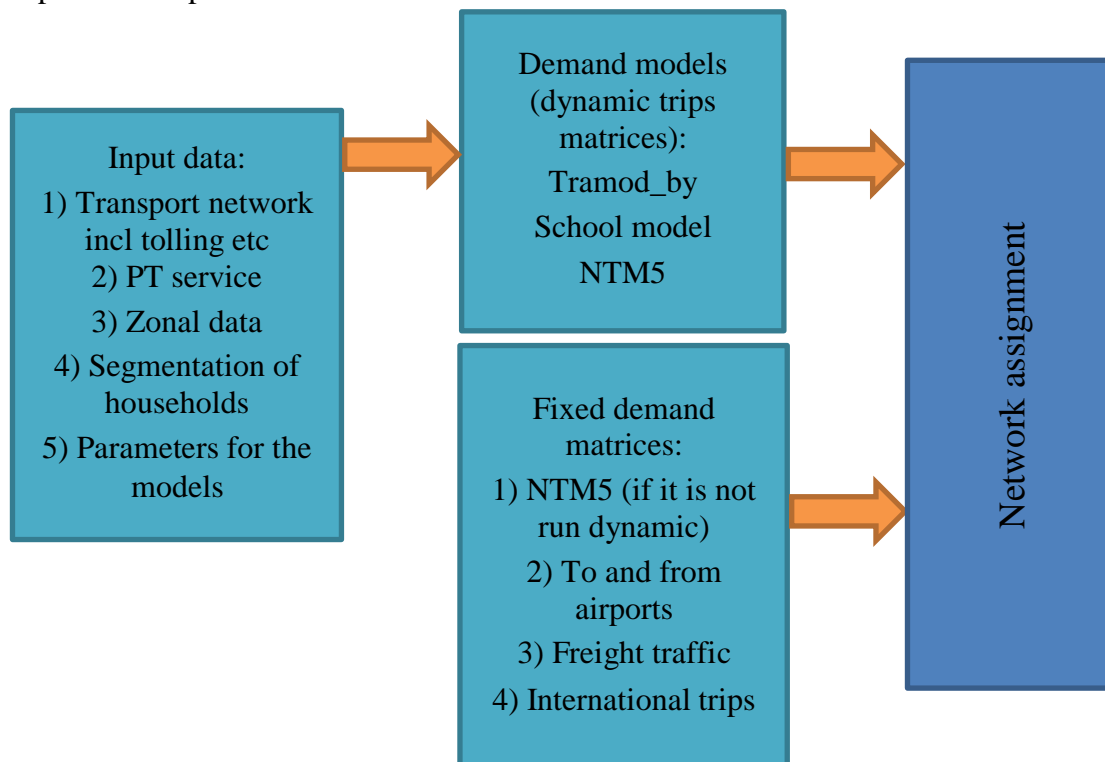 Input data:
1) Transport network
incl tolling etc
2) PT service
3) Zonal data
4) Segmentation of
households
5) Parameters for the
models
Demand models
(dynamic trips
matrices):
Tramod_by
School model
NTM5
Fixed demand
matrices:
1) NTM5 (if it is not
run dynamic)
2) To and from
airports
3) Freight traffic
4) International trips
Network assignment